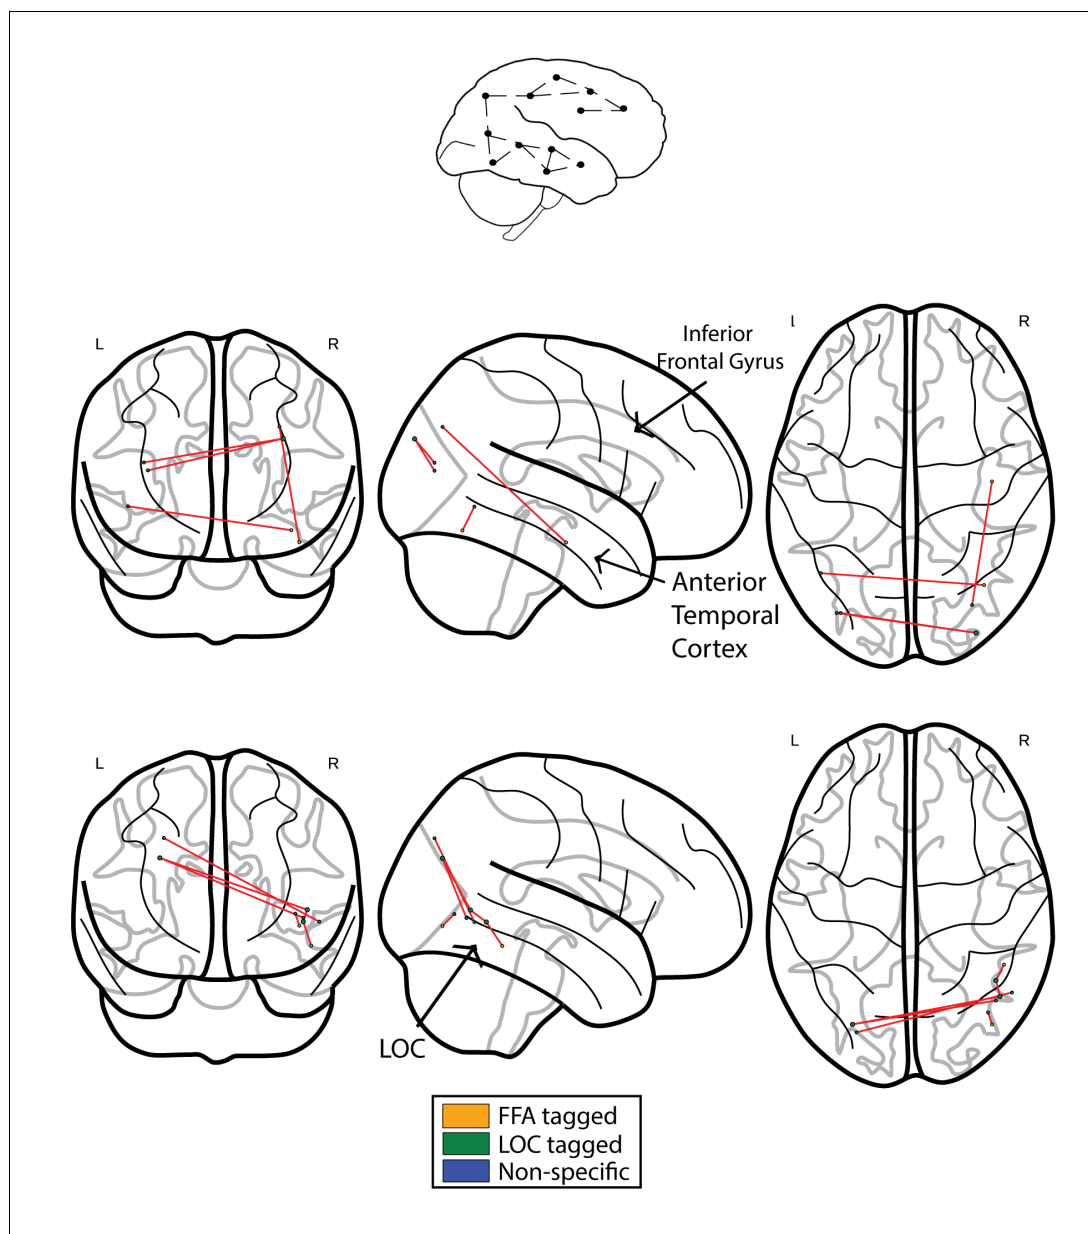 Inferior
Frontal Gyrus
L
R
L
R
Anterior
Temporal
Cortex
L
R
L
R
LOC
FFA tagged
LOC tagged
Non-specific